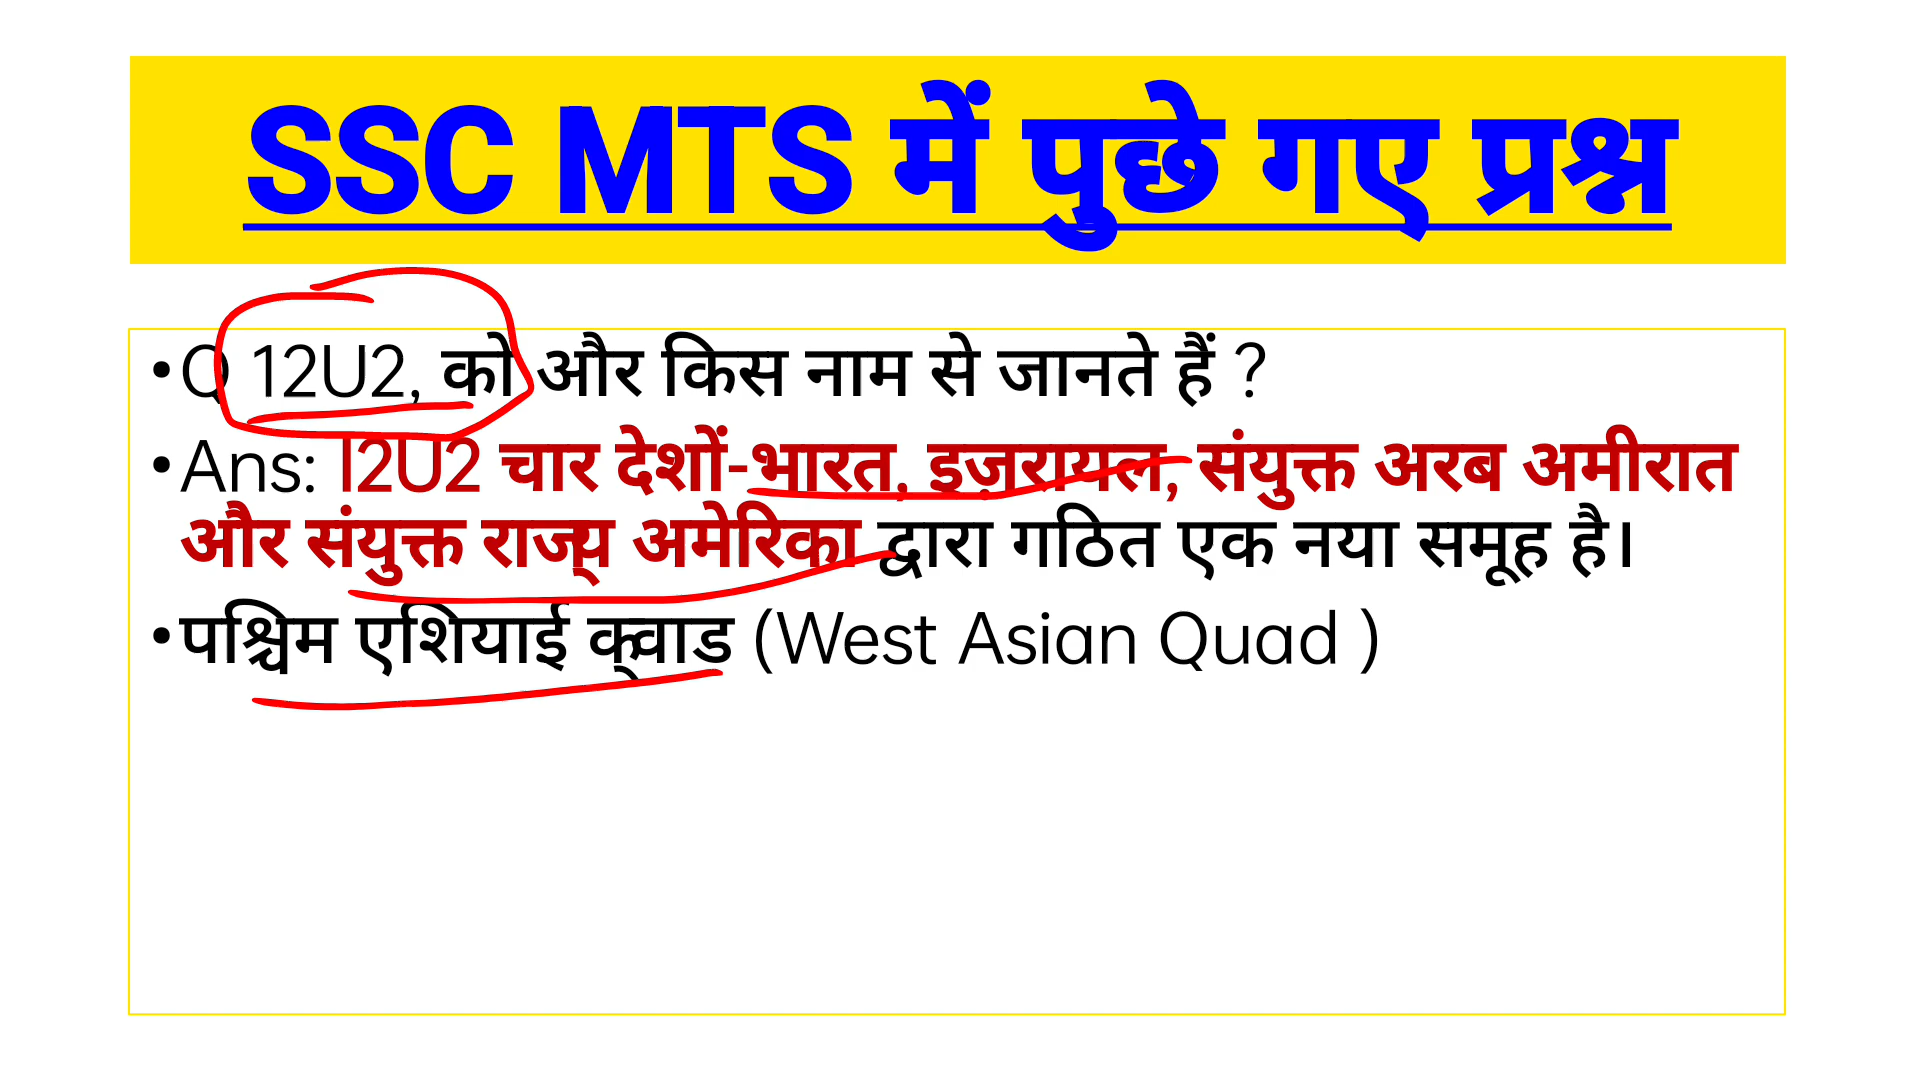 SSC MTS में पुछे गए प्रश्न
•Q 12U2, को और किस नाम से जानते हैं ?
•Ans: I2U2 चार देशों-भारत, इज़रायल, संयुक्त अरब अमीरात
और संयुक्त राज्य अमेरिका द्वारा गठित एक नया समूह है।
•पश्चिम एशियाई क्वाड (West Asian Quad )